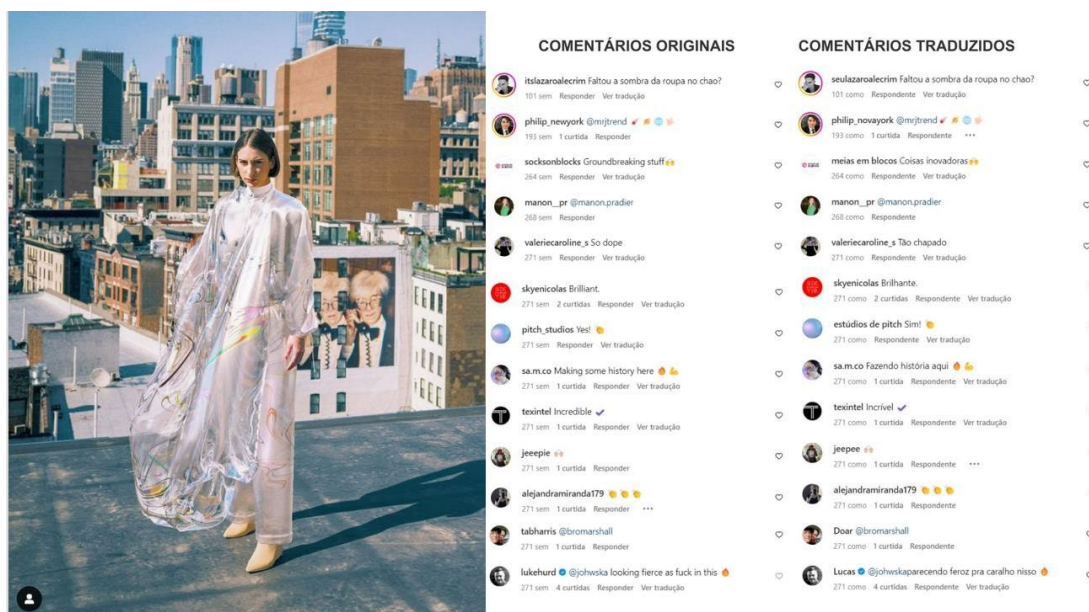 COMENTÁRIOS ORIGINAIS
itslazaroalecrim Faltou a sombra da roupa no chao?
101 sem Responder Ver tradução
philip_newyork @mrjtrend
193 sem 1 curtida Responder
socksonblocks Groundbreaking stuff🙌
264 sem Responder Ver tradução
manon__pr @manon.pradier
268 sem Responder
valeriecaroline_s So dope
271 sem Responder Ver tradução
skyenicolas Brilliant.
271 sem 2 curtidas Responder Ver tradução
pitch_studios Yes! 👏
271 sem Responder Ver tradução
sa.m.co Making some history here 🔥 💪
271 sem 1 curtida Responder Ver tradução
texintel Incredible ✔
271 sem 1 curtida Responder Ver tradução
jeeepie 🙌
271 sem 1 curtida Responder
alejandramiranda179 👏 👏 👏
271 sem 1 curtida Responder •••
tabharris @bromarshall
271 sem 1 curtida Responder
lukehurd @johwska looking fierce as fuck in this 🔥
271 sem 4 curtidas Responder Ver tradução
COMENTÁRIOS TRADUZIDOS
seulazaroalecrim Faltou a sombra da roupa no chao?
101 como Respondente Ver tradução
philip_novayork @mrjtrend
193 como 1 curtida Respondente •••
meias em blocos Coisas inovadoras🙌
264 como Respondente Ver tradução
manon__pr @manon.pradier
268 como Respondente
valeriecaroline_s Tão chapado
271 como Respondente Ver tradução
skyenicolas Brilhante.
271 como 2 curtidas Respondente Ver tradução
estúdios de pitch Sim! 👏
271 como Respondente Ver tradução
sa.m.co Fazendo história aqui 🔥 💪
271 como 1 curtida Respondente Ver tradução
texintel Incrível ✔
271 como 1 curtida Respondente Ver tradução
jeepee 🙌
271 como 1 curtida Respondente •••
alejandramiranda179 👏 👏 👏
271 como 1 curtida Respondente
Doar @bromarshall
271 como 1 curtida Respondente
Lucas @johwskaparecendo feroz pra caralho nisso 🔥
271 como 4 curtidas Respondente Ver tradução